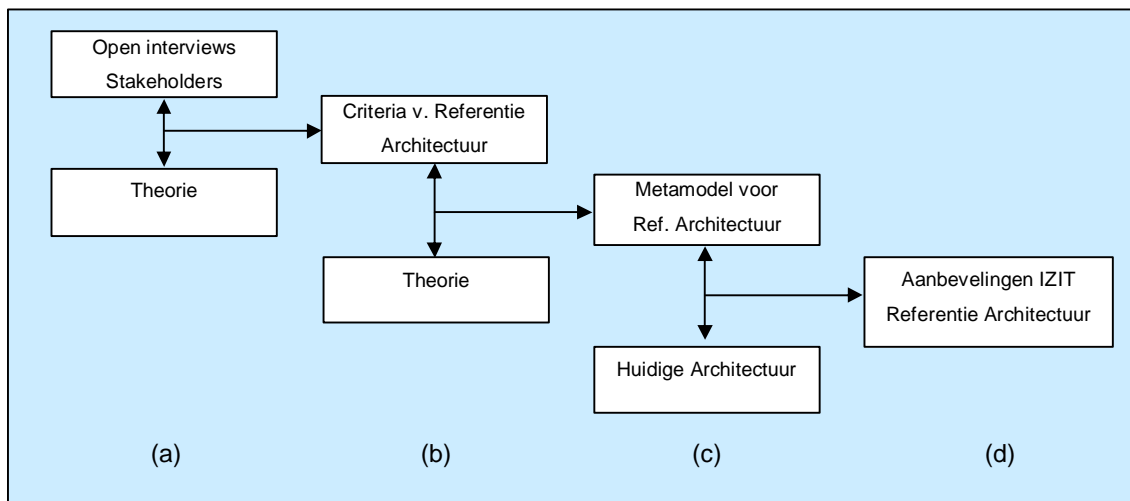 Open interviews
Stakeholders
Theorie
Criteria v. Referentie
Architectuur
Theorie
Metamodel voor
Ref. Architectuur
Huidige Architectuur
Aanbevelingen IZIT
Referentie Architectuur
(a)
(b)
(c)
(d)